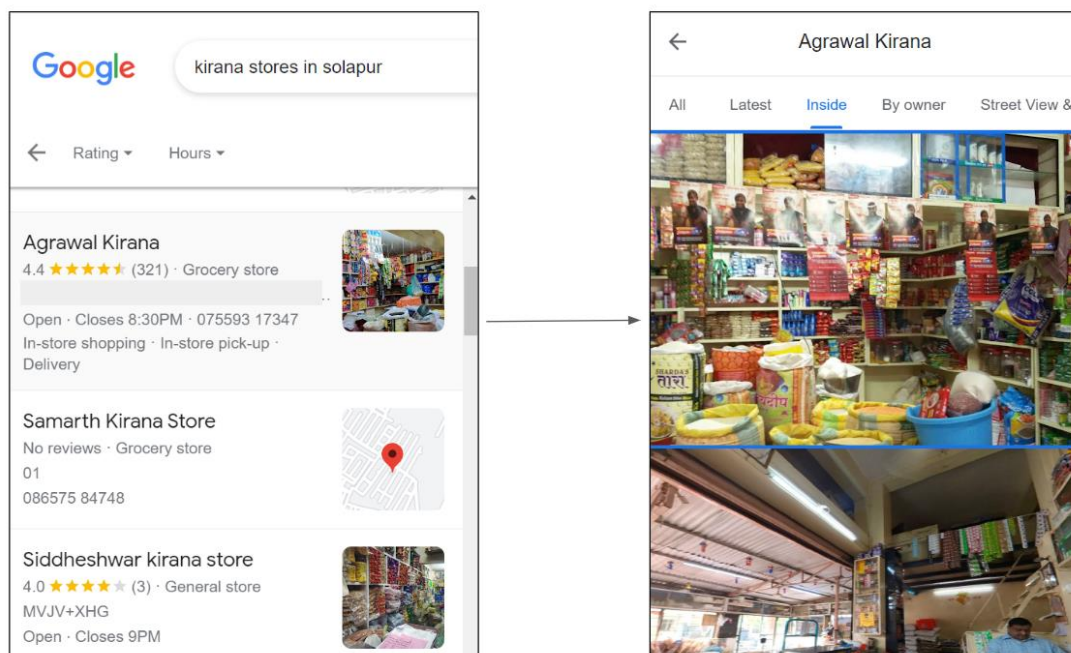 Google
kirana stores in solapur
Rating
Hours
Agrawal Kirana
4.4 (321) · Grocery store
..
Open · Closes 8:30PM · 075593 17347
In-store shopping · In-store pick-up ·
Delivery
Samarth Kirana Store
No reviews · Grocery store
01
086575 84748
Siddheshwar kirana store
4.0 (3) · General store
MVJV+XHG
Open · Closes 9PM
Agrawal Kirana
All Latest Inside By owner Street View &
SHARDA'S
तारा